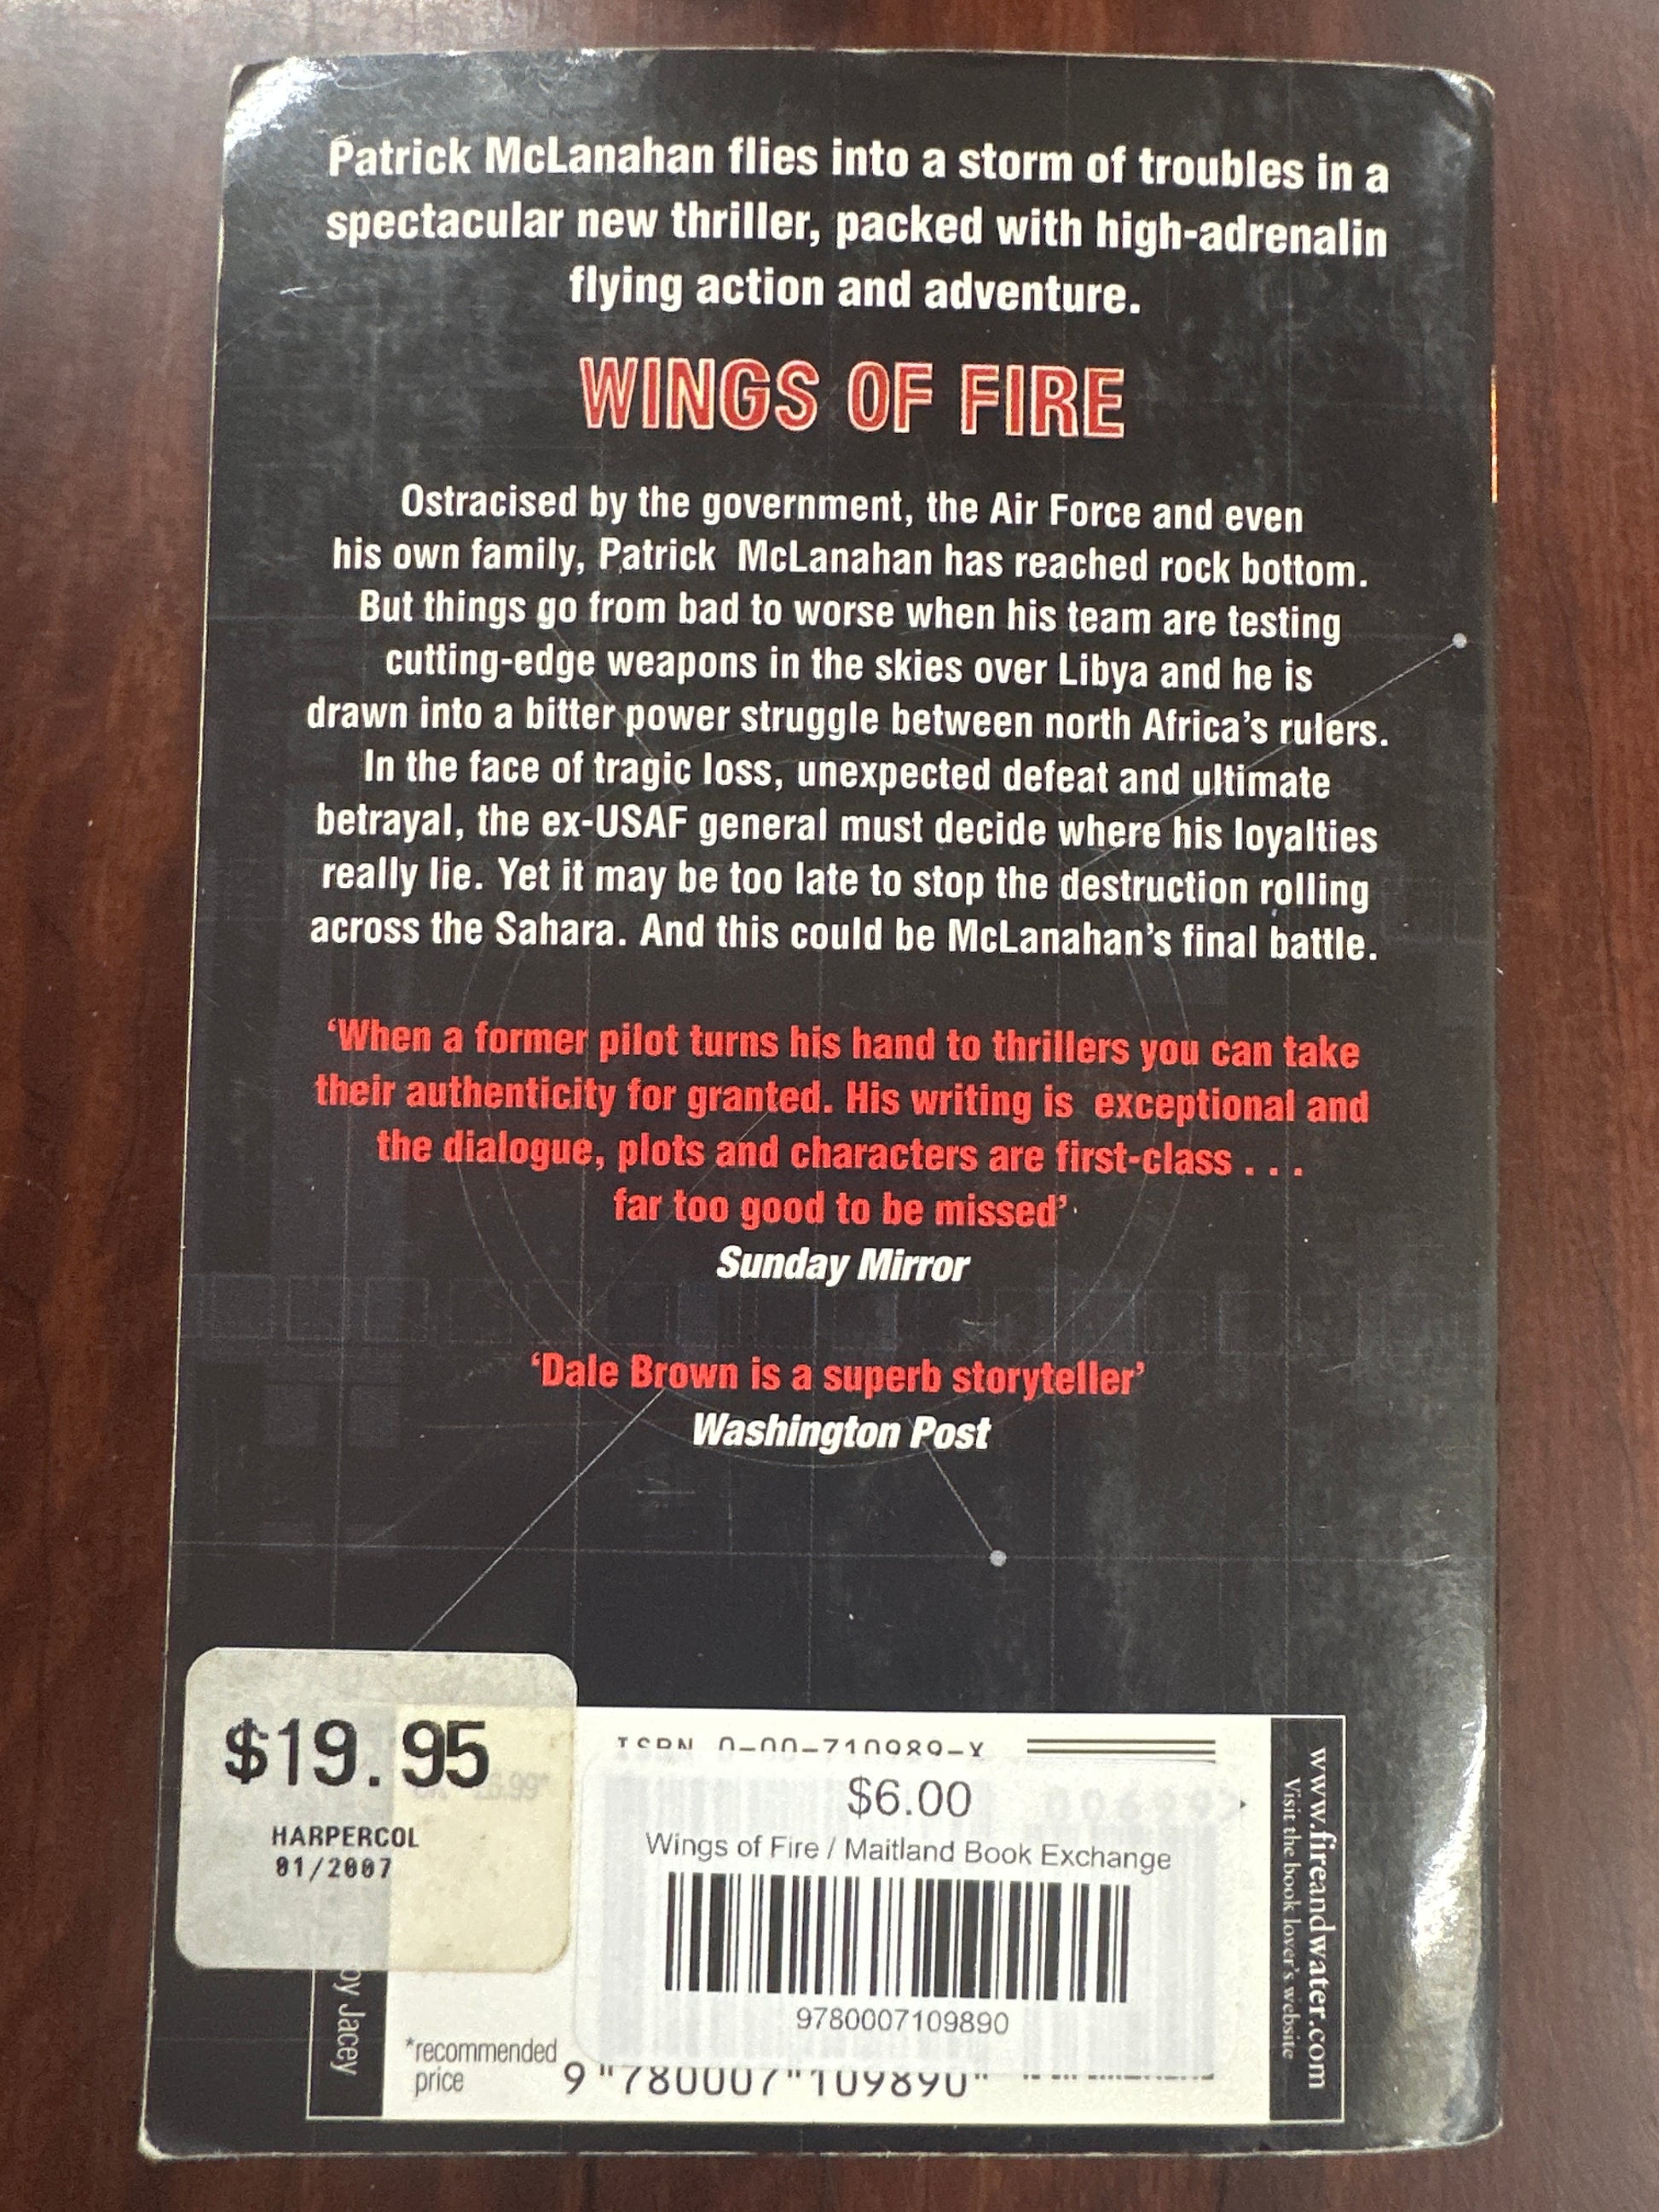 Patrick McLanahan flies into a storm of troubles in a
spectacular new thriller, packed with high-adrenalin
flying action and adventure.
WINGS OF FIRE
Ostracised by the government, the Air Force and even
his own family, Patrick McLanahan has reached rock bottom.
But things go from bad to worse when his team are testing
cutting-edge weapons in the skies over Libya and he is
drawn into a bitter power struggle between north Africa's rulers.
In the face of tragic loss, unexpected defeat and ultimate
betrayal, the ex-USAF general must decide where his loyalties
really lie. Yet it may be too late to stop the destruction rolling
across the Sahara. And this could be McLanahan's final battle.
‘When a former pilot turns his hand to thrillers you can take
their authenticity for granted. His writing is exceptional and
the dialogue, plots and characters are first-class . . .
far too good to be missed’
Sunday Mirror
‘Dale Brown is a superb storyteller’
Washington Post
$19.95
HARPERCOL
01/2007
by Jacey
*recommended
price
ISBN 0-00-710989-X
$6.00
Wings of Fire / Maitland Book Exchange
9780007109890
9 "780007"109890"
www.fireandwater.com
Visit the book lover's website